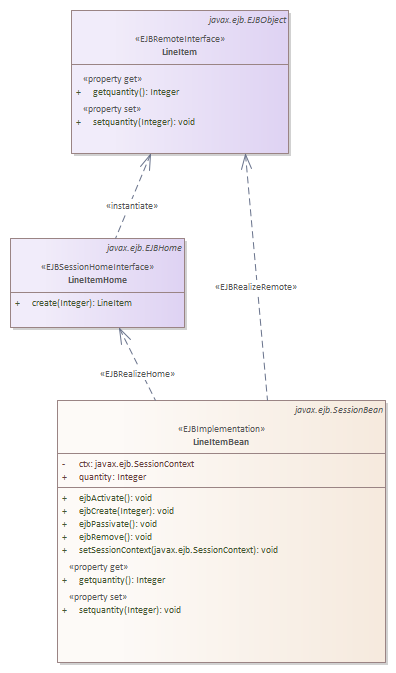 javax.ejb.EJBObject
«EJBRemoteInterface»
LineItem
«property get»
+ getquantity(): Integer
«property set»
+ setquantity(Integer): void
«instantiate»
javax.ejb.EJBHome
«EJBSessionHomeInterface»
LineItemHome
+ create(Integer): LineItem
«EJBRealizeRemote»
«EJBRealizeHome»
javax.ejb.SessionBean
«EJBImplementation»
LineItemBean
- ctx: javax.ejb.SessionContext
+ quantity: Integer
+ ejbActivate(): void
+ ejbCreate(Integer): void
+ ejbPassivate(): void
+ ejbRemove(): void
+ setSessionContext(javax.ejb.SessionContext): void
«property get»
+ getquantity(): Integer
«property set»
+ setquantity(Integer): void